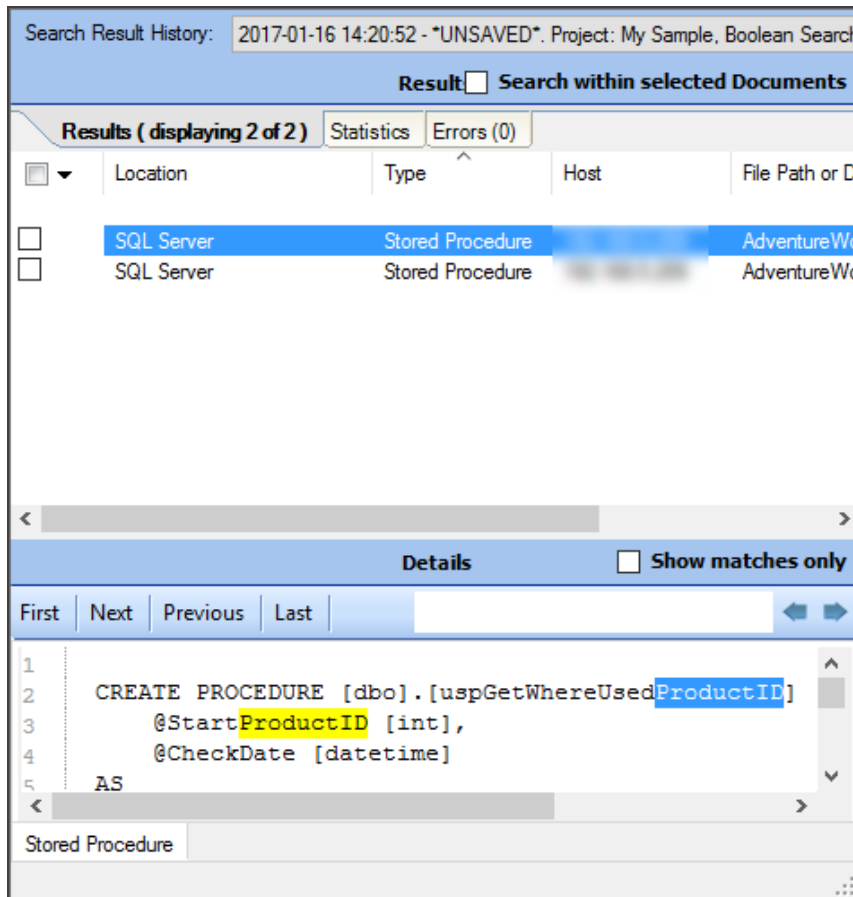 Search Result History: 2017-01-16 14:20:52 - *UNSAVED*. Project: My Sample, Boolean Search
Result Search within selected Documents
Results ( displaying 2 of 2 ) Statistics Errors (0)
Location Type Host File Path or D
SQL Server Stored Procedure AdventureWo
SQL Server Stored Procedure AdventureWo
Details Show matches only
First Next Previous Last
1
2 CREATE PROCEDURE [dbo].[uspGetWhereUsedProductID]
3 @StartProductID [int],
4 @CheckDate [datetime]
5 AS
Stored Procedure